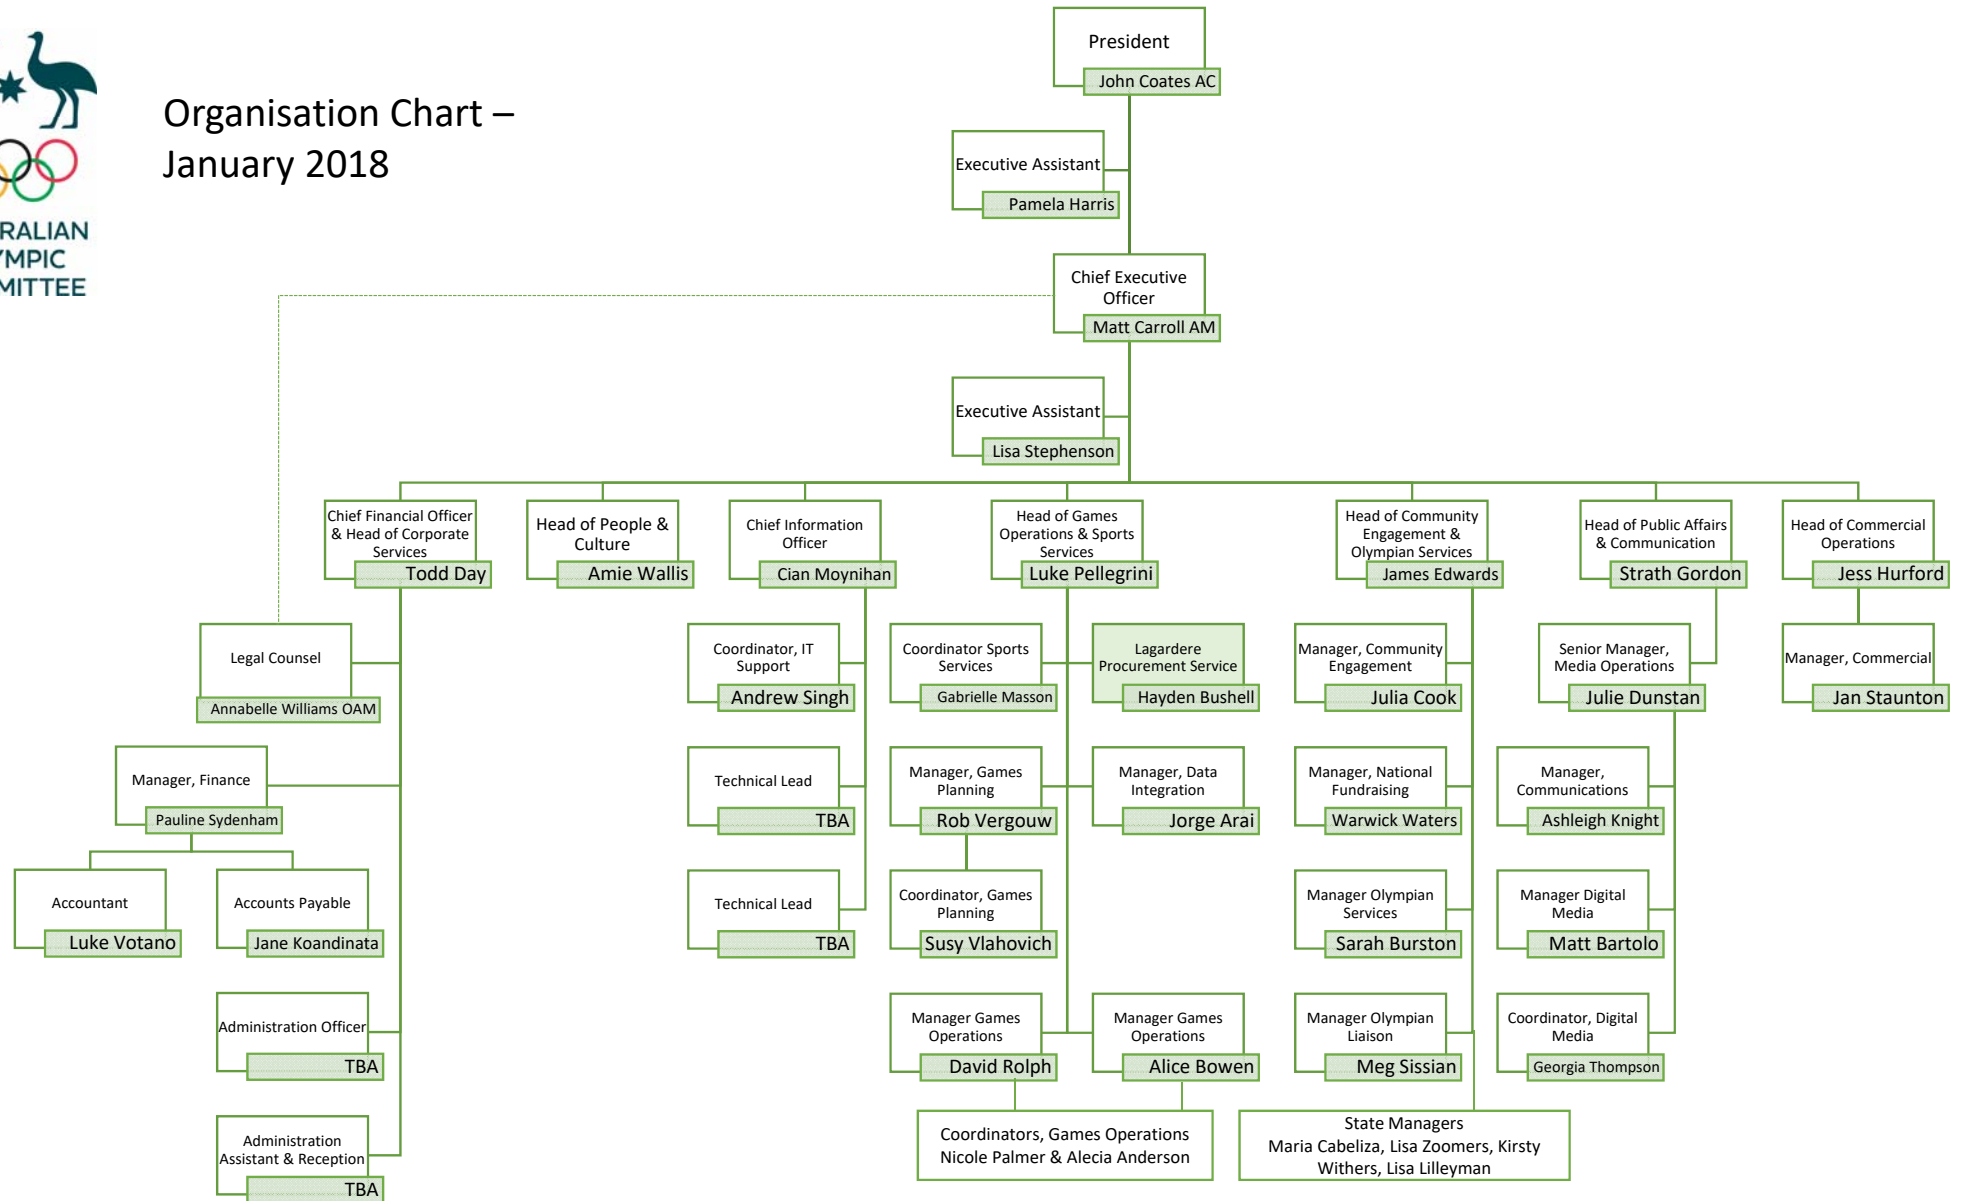 Organisation Chart –
January 2018
RALIAN
MPIC
MITTEE
President
John Coates AC
Executive Assistant
Pamela Harris
Chief Executive
Officer
Matt Carroll AM
Executive Assistant
Lisa Stephenson
Chief Financial Officer
& Head of Corporate
Services
Todd Day
Head of People &
Culture
Amie Wallis
Chief Information
Officer
Cian Moynihan
Head of Games
Operations & Sports
Services
Luke Pellegrini
Head of Community
Engagement &
Olympian Services
James Edwards
Head of Public Affairs
& Communication
Strath Gordon
Head of Commercial
Operations
Jess Hurford
Legal Counsel
Annabelle Williams OAM
Coordinator, IT
Support
Andrew Singh
Coordinator Sports
Services
Gabrielle Masson
Lagardere
Procurement Service
Hayden Bushell
Manager, Community
Engagement
Julia Cook
Senior Manager,
Media Operations
Julie Dunstan
Manager, Commercial
Jan Staunton
Manager, Finance
Pauline Sydenham
Technical Lead
TBA
Manager, Games
Planning
Rob Vergouw
Manager, Data
Integration
Jorge Arai
Manager, National
Fundraising
Warwick Waters
Manager,
Communications
Ashleigh Knight
Accountant
Luke Votano
Accounts Payable
Jane Koandinata
Technical Lead
TBA
Coordinator, Games
Planning
Susy Vlahovich
Manager Olympian
Services
Sarah Burston
Manager Digital
Media
Matt Bartolo
Administration Officer
TBA
Manager Games
Operations
David Rolph
Manager Games
Operations
Alice Bowen
Manager Olympian
Liaison
Meg Sissian
Coordinator, Digital
Media
Georgia Thompson
Administration
Assistant & Reception
TBA
Coordinators, Games Operations
Nicole Palmer & Alecia Anderson
State Managers
Maria Cabeliza, Lisa Zoomers, Kirsty
Withers, Lisa Lilleyman